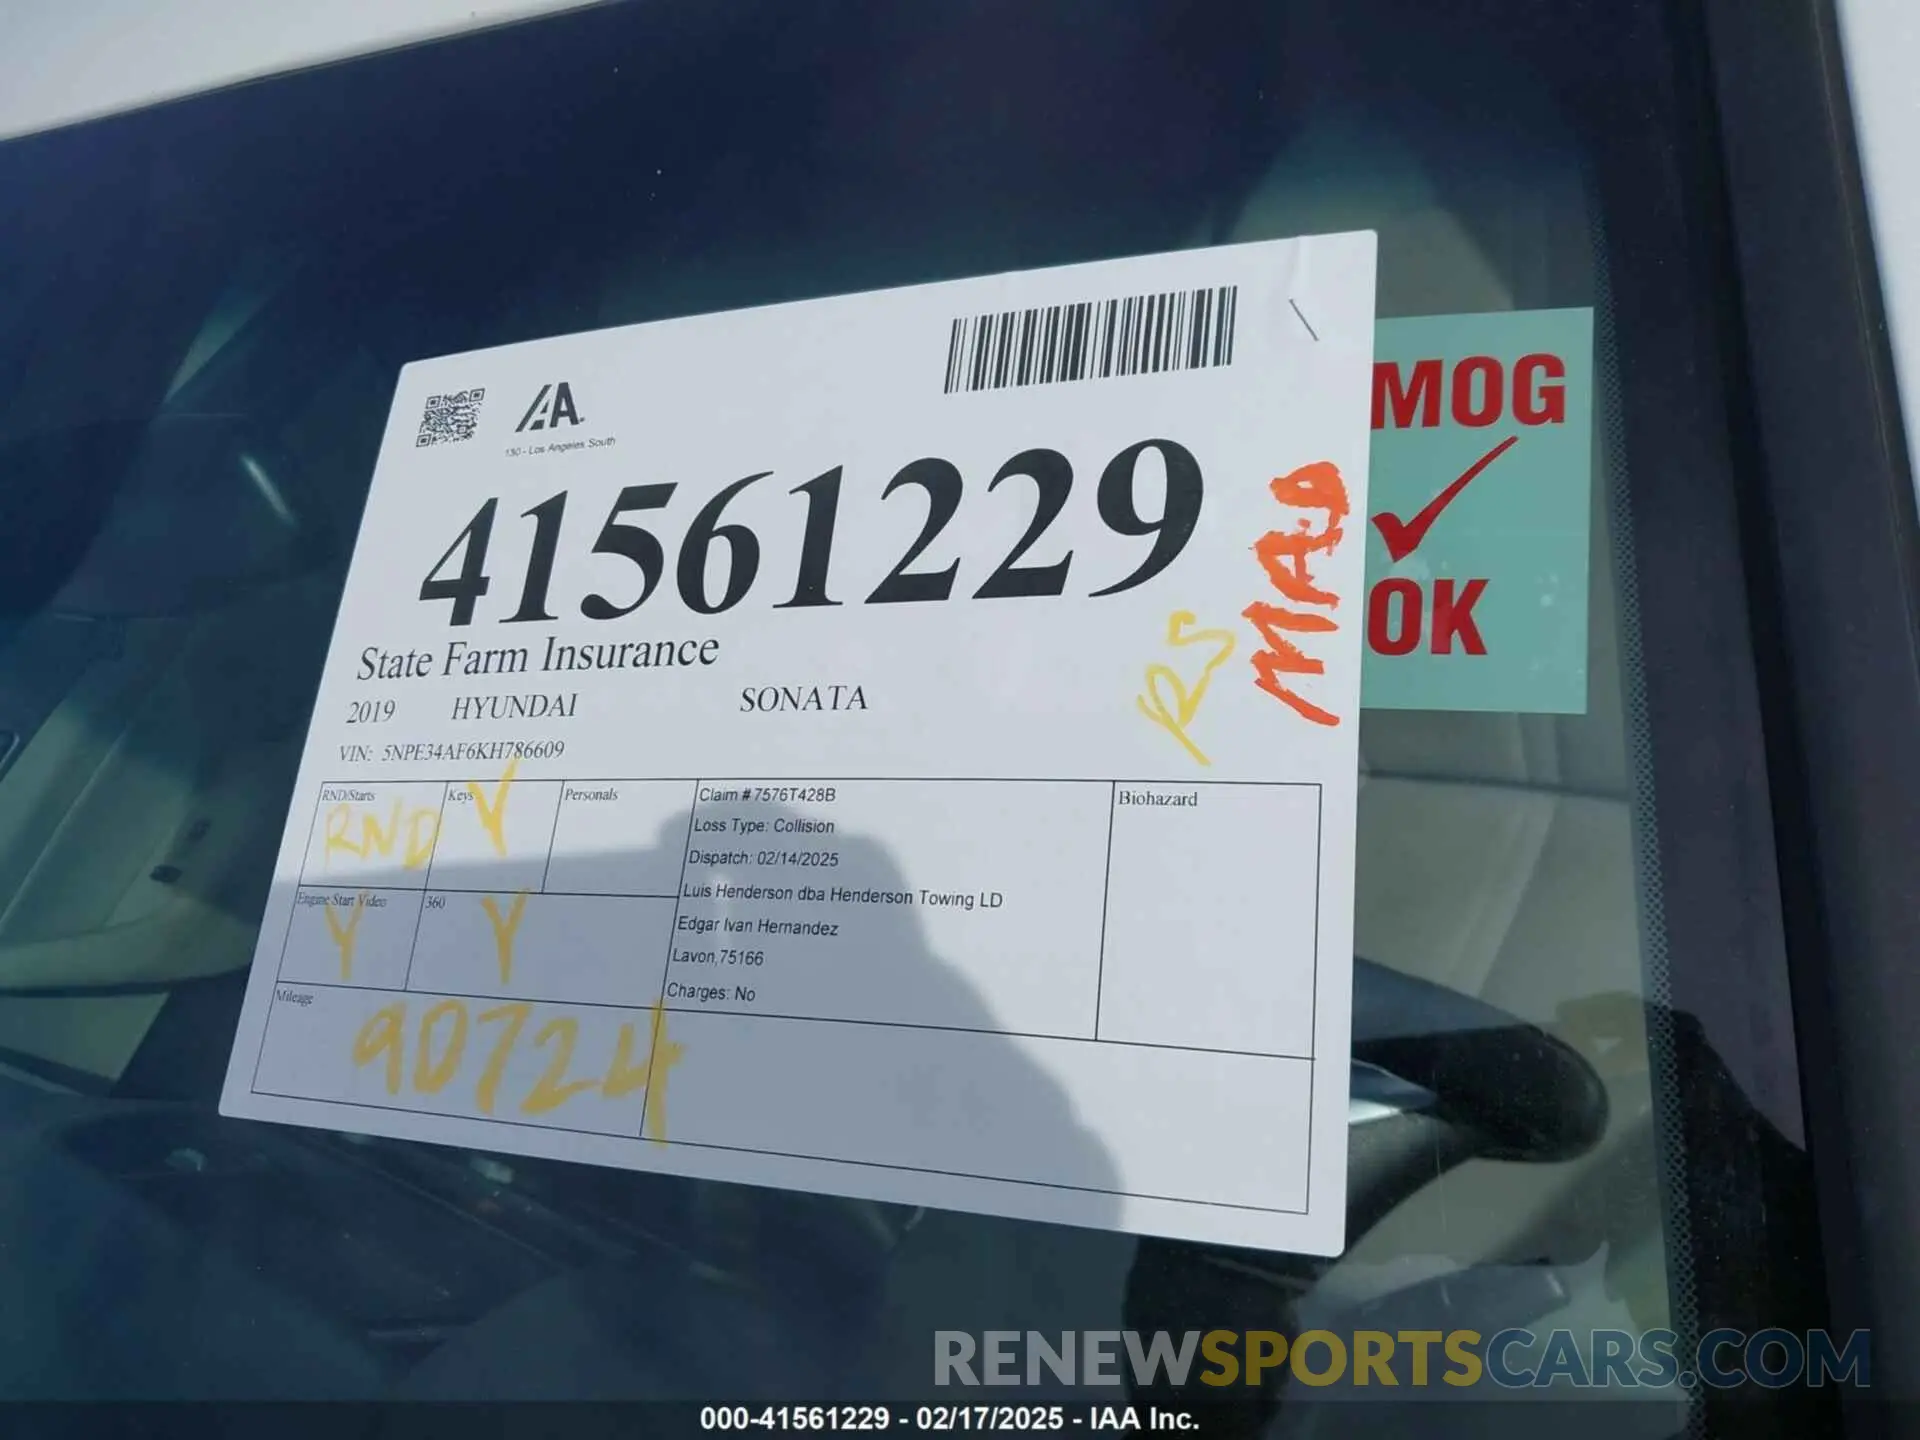 IAA
130 - Los Angeles South
41561229
State Farm Insurance
2019 HYUNDAI SONATA
VIN: 5NPE34AF6KH786609
RS
MAD
MOG
OK
RND/Starts
RND
Keys
Y
Personals
Engine Start Video
Y
360
Y
Claim # 7576T428B
Loss Type: Collision
Dispatch: 02/14/2025
Luis Henderson dba Henderson Towing LD
Edgar Ivan Hernandez
Lavon,75166
Charges: No
Biohazard
Mileage
90724
RENEWSPORTSCARS.COM
000-41561229 - 02/17/2025 - IAA Inc.